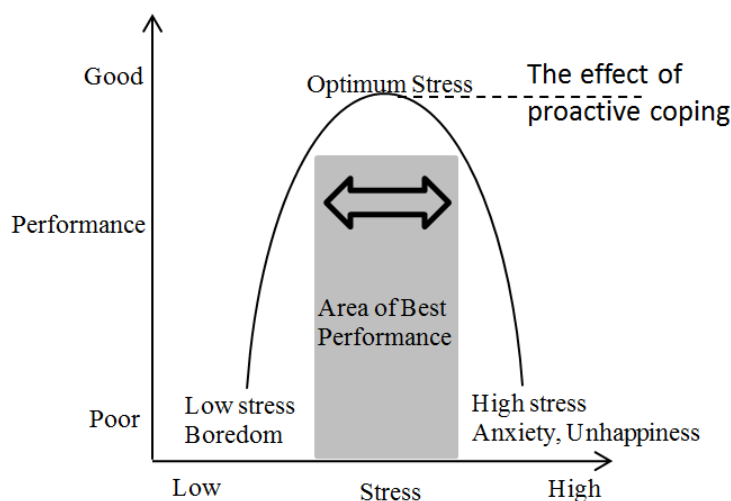 Good
Optimum Stress
The effect of
proactive coping
Performance
Area of Best
Performance
Low stress
Boredom
High stress
Anxiety, Unhappiness
Poor
Low
Stress
High